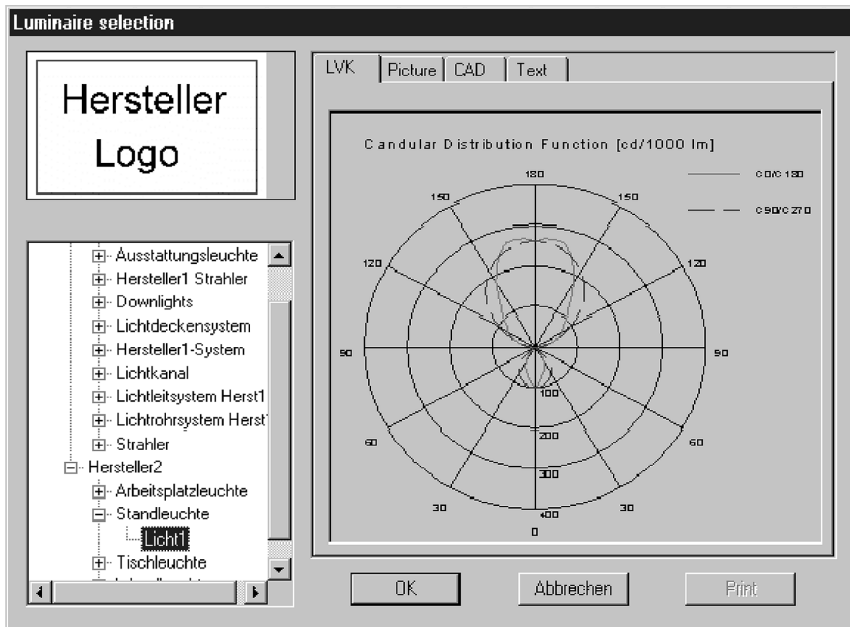 Luminaire selection
Hersteller
Logo
LVK
Picture
CAD
Text
Candular Distribution Function [cd/1000 lm]
C0/C180
C90/C270
180
150
150
120
120
90
90
60
60
30
30
0
100
200
300
400
Ausstattungsleuchte
Hersteller1 Strahler
Downlights
Lichtdeckensystem
Hersteller1-System
Lichtkanal
Lichtleitsystem Herst1
Lichtrohrsystem Herst
Strahler
Hersteller2
Arbeitsplatzleuchte
Standleuchte
Licht1
Tischleuchte
OK
Abbrechen
Print